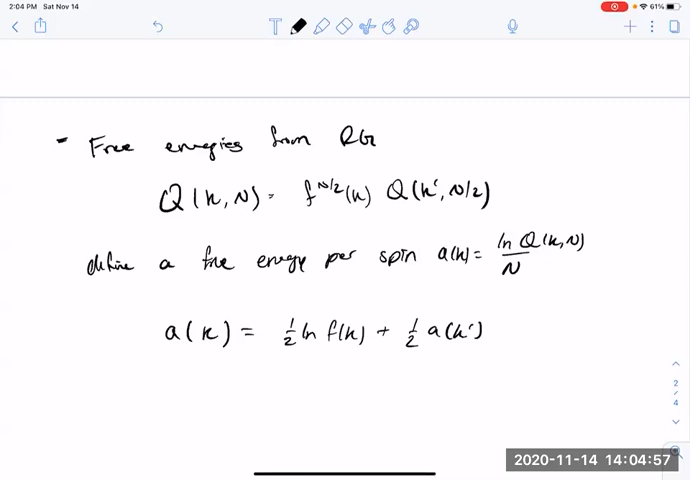 2:04 PM Sat Nov 14
61%
- Free energies from RG
Q(K, N) = f^{N/2}(K) Q(K', N/2)
define a free energy per spin a(K) = ln Q(K, N) / N
a(K) = 1/2 ln f(K) + 1/2 a(K')
2
/
4
2020-11-14 14:04:57